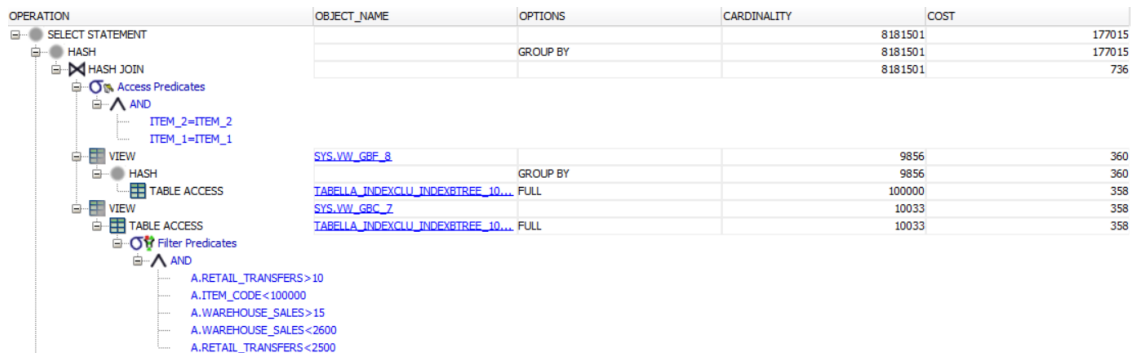 OPERATION OBJECT_NAME OPTIONS CARDINALITY COST
SELECT STATEMENT 8181501 177015
HASH GROUP BY 8181501 177015
HASH JOIN 8181501 736
Access Predicates
AND
ITEM_2=ITEM_2
ITEM_1=ITEM_1
VIEW SYS.VW_GBF_8 9856 360
HASH GROUP BY 9856 360
TABLE ACCESS TABELLA_INDEXCLU_INDEXBTREE_10... FULL 100000 358
VIEW SYS.VW_GBC_7 10033 358
TABLE ACCESS TABELLA_INDEXCLU_INDEXBTREE_10... FULL 10033 358
Filter Predicates
AND
A.RETAIL_TRANSFERS>10
A.ITEM_CODE<100000
A.WAREHOUSE_SALES>15
A.WAREHOUSE_SALES<2600
A.RETAIL_TRANSFERS<2500